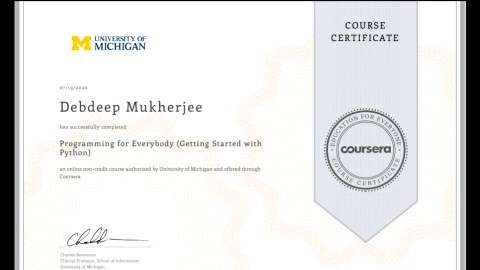 UNIVERSITY OF
MICHIGAN
COURSE
CERTIFICATE
07/19/2020
Debdeep Mukherjee
has successfully completed
Programming for Everybody (Getting Started with
Python)
an online non-credit course authorized by University of Michigan and offered through
Coursera
EDUCATION FOR EVERYONE
coursera
COURSE CERTIFICATE
Charles Severance
Clinical Professor, School of Information
University of Michigan